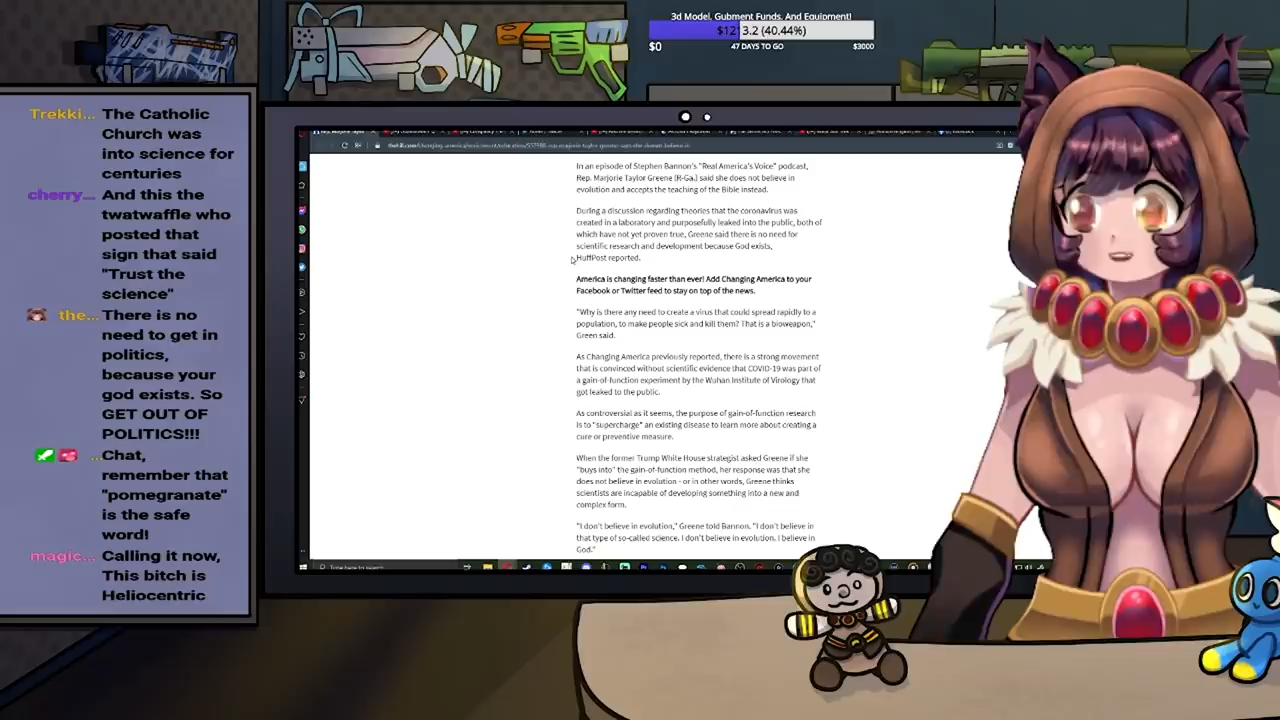 3d Model, Gubment Funds, And Equipment!
3.2 (40.44%)
$0
47 DAYS TO GO
$3000
Trekki... The Catholic
Church was
into science for
centuries
cherry... And this the
twatwaffle who
posted that
sign that said
"Trust the
science"
the... There is no
need to get in
politics,
because your
god exists. So
GET OUT OF
POLITICS!!!
... Chat,
remember that
"pomegranate"
is the safe
word!
magic... Calling it now,
This bitch is
Heliocentric
In an episode of Stephen Bannon's "Real America's Voice" podcast,
Rep. Marjorie Taylor Greene (R-Ga.) said she does not believe in
evolution and accepts the teaching of the Bible instead.
During a discussion regarding theories that the coronavirus was
created in a laboratory and purposefully leaked into the public, both of
which have not yet proven true, Greene said there is no need for
scientific research and development because God exists,
HuffPost reported.
America is changing faster than ever! Add Changing America to your
Facebook or Twitter feed to stay on top of the news.
"Why is there any need to create a virus that could spread rapidly to a
population, to make people sick and kill them? That is a bioweapon,"
Green said.
As Changing America previously reported, there is a strong movement
that is convinced without scientific evidence that COVID-19 was part of
a gain-of-function experiment by the Wuhan Institute of Virology that
got leaked to the public.
As controversial as it seems, the purpose of gain-of-function research
is to "supercharge" an existing disease to learn more about creating a
cure or preventive measure.
When the former Trump White House strategist asked Greene if she
"buys into" the gain-of-function method, her response was that she
does not believe in evolution - or in other words, Greene thinks
scientists are incapable of developing something into a new and
complex form.
"I don't believe in evolution," Greene told Bannon. "I don't believe in
that type of so-called science. I don't believe in evolution. I believe in
God."
Type here to search